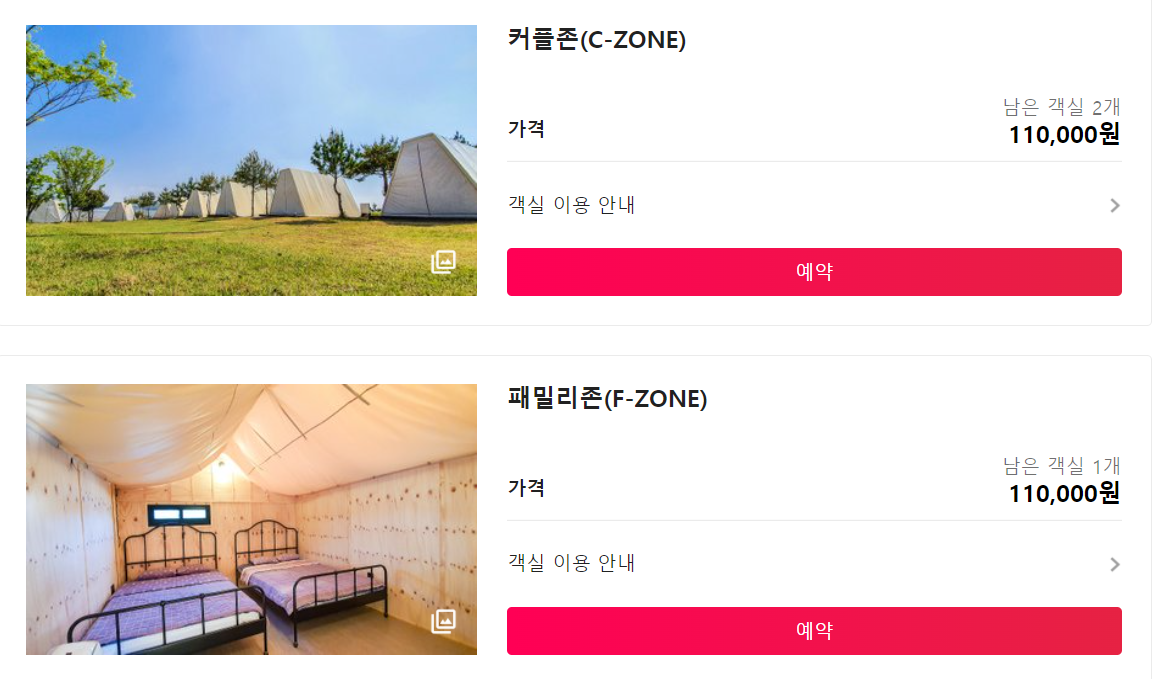 커플존(C-ZONE)
남은 객실 2개
가격
110,000원
객실 이용 안내
예약
패밀리존(F-ZONE)
남은 객실 1개
가격
110,000원
객실 이용 안내
예약